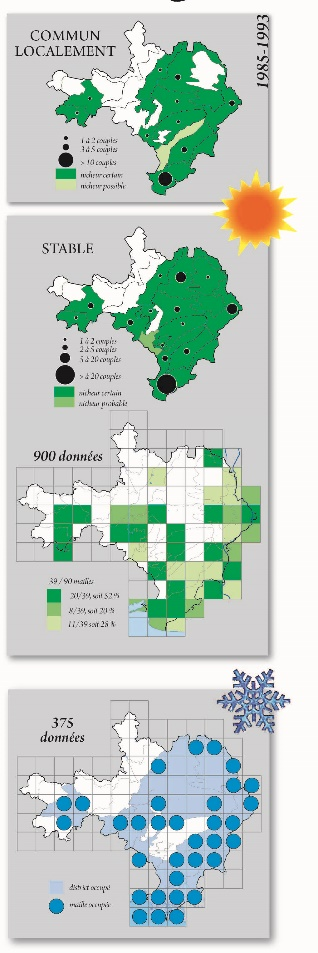 COMMUN
LOCALEMENT
1985-1993
1 à 2 couples
3 à 5 couples
> 10 couples
nicheur certain
nicheur possible
STABLE
1 à 2 couples
2 à 5 couples
5 à 20 couples
> à 20 couples
nicheur certain
nicheur probable
900 données
39 / 90 mailles
20/39, soit 52 %
8/39, soit 20 %
11/39 soit 28 %
375
données
district occupé
maille occupée